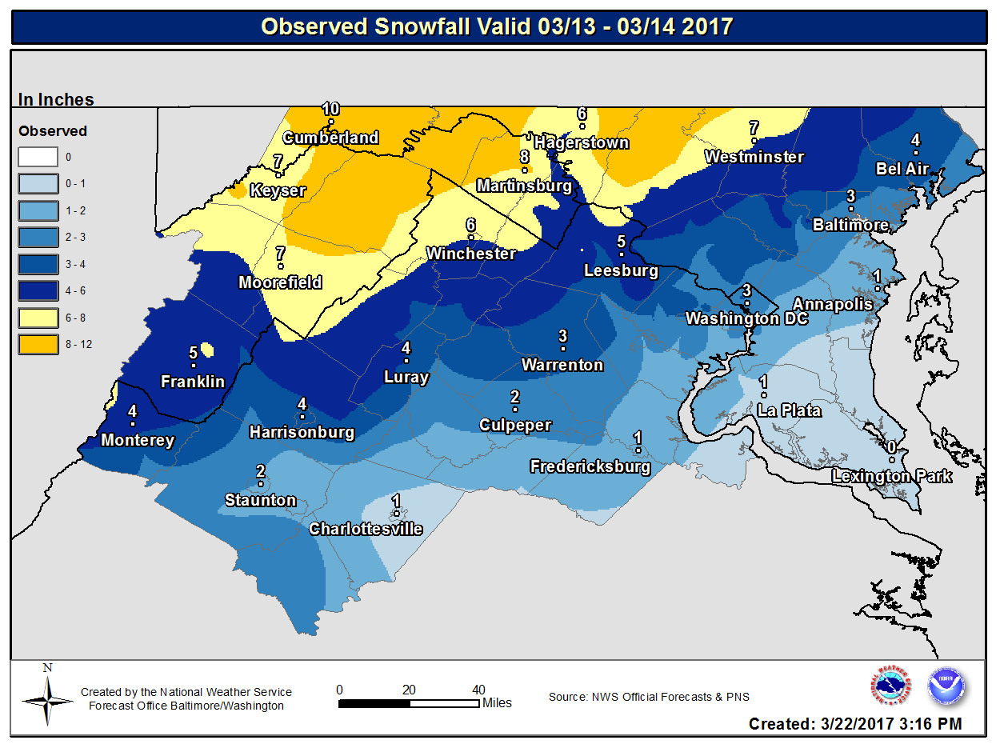 Observed Snowfall Valid 03/13 - 03/14 2017
In Inches
Observed
0
0 - 1
1 - 2
2 - 3
3 - 4
4 - 6
6 - 8
8 - 12
10
Cumberland
6
Hagerstown
7
Westminster
4
Bel Air
7
Keyser
8
Martinsburg
3
Baltimore
6
Winchester
5
Leesburg
7
Moorefield
1
Annapolis
3
Washington DC
5
Franklin
4
Luray
3
Warrenton
1
La Plata
4
Monterey
4
Harrisonburg
2
Culpeper
1
Fredericksburg
0
Lexington Park
2
Staunton
1
Charlottesville
N
Created by the National Weather Service
Forecast Office Baltimore/Washington
0 20 40
Miles
Source: NWS Official Forecasts & PNS
NATIONAL WEATHER SERVICE
NOAA
Created: 3/22/2017 3:16 PM